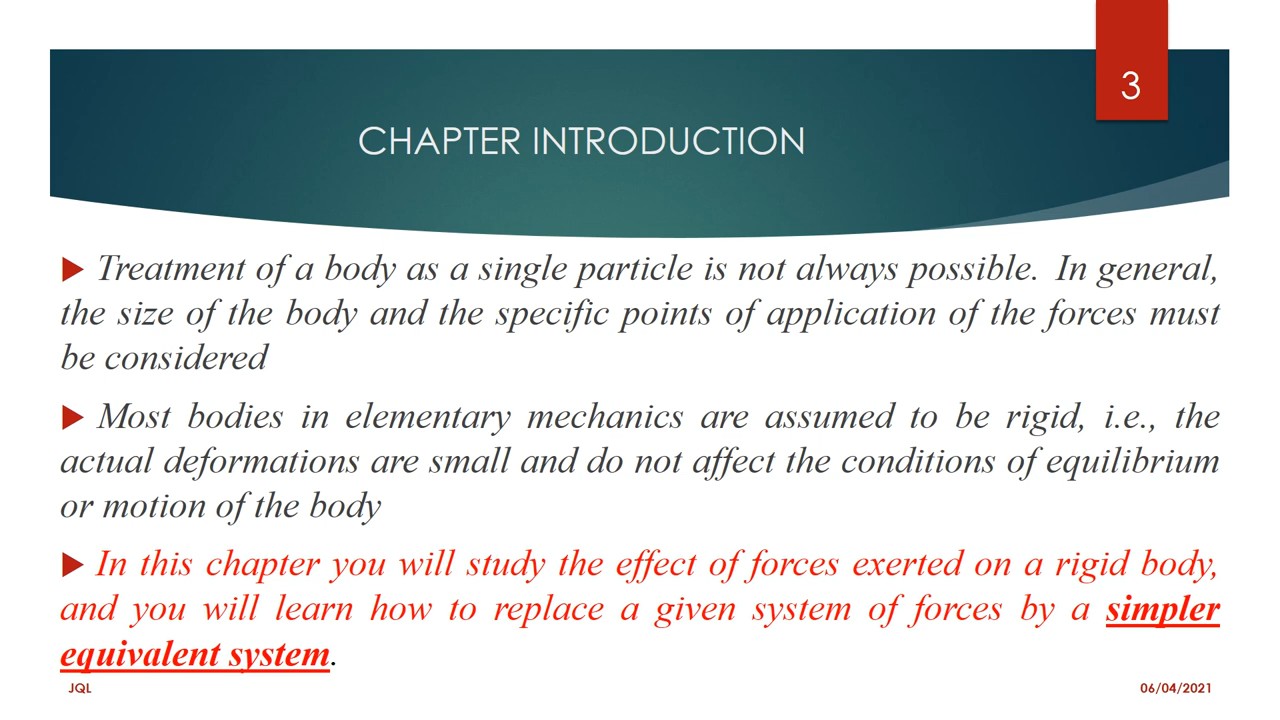 3
CHAPTER INTRODUCTION
Treatment of a body as a single particle is not always possible. In general,
the size of the body and the specific points of application of the forces must
be considered
Most bodies in elementary mechanics are assumed to be rigid, i.e., the
actual deformations are small and do not affect the conditions of equilibrium
or motion of the body
In this chapter you will study the effect of forces exerted on a rigid body,
and you will learn how to replace a given system of forces by a simpler
equivalent system.
JQL
06/04/2021